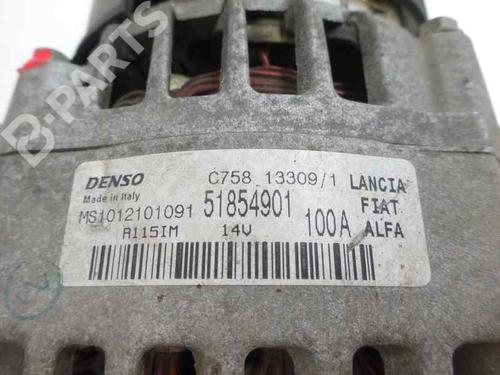 B-PARTS
DENSO C758 13309/1 LANCIA
Made in Italy
MS1012101091 51854901 FIAT
A115IM 14V 100A ALFA